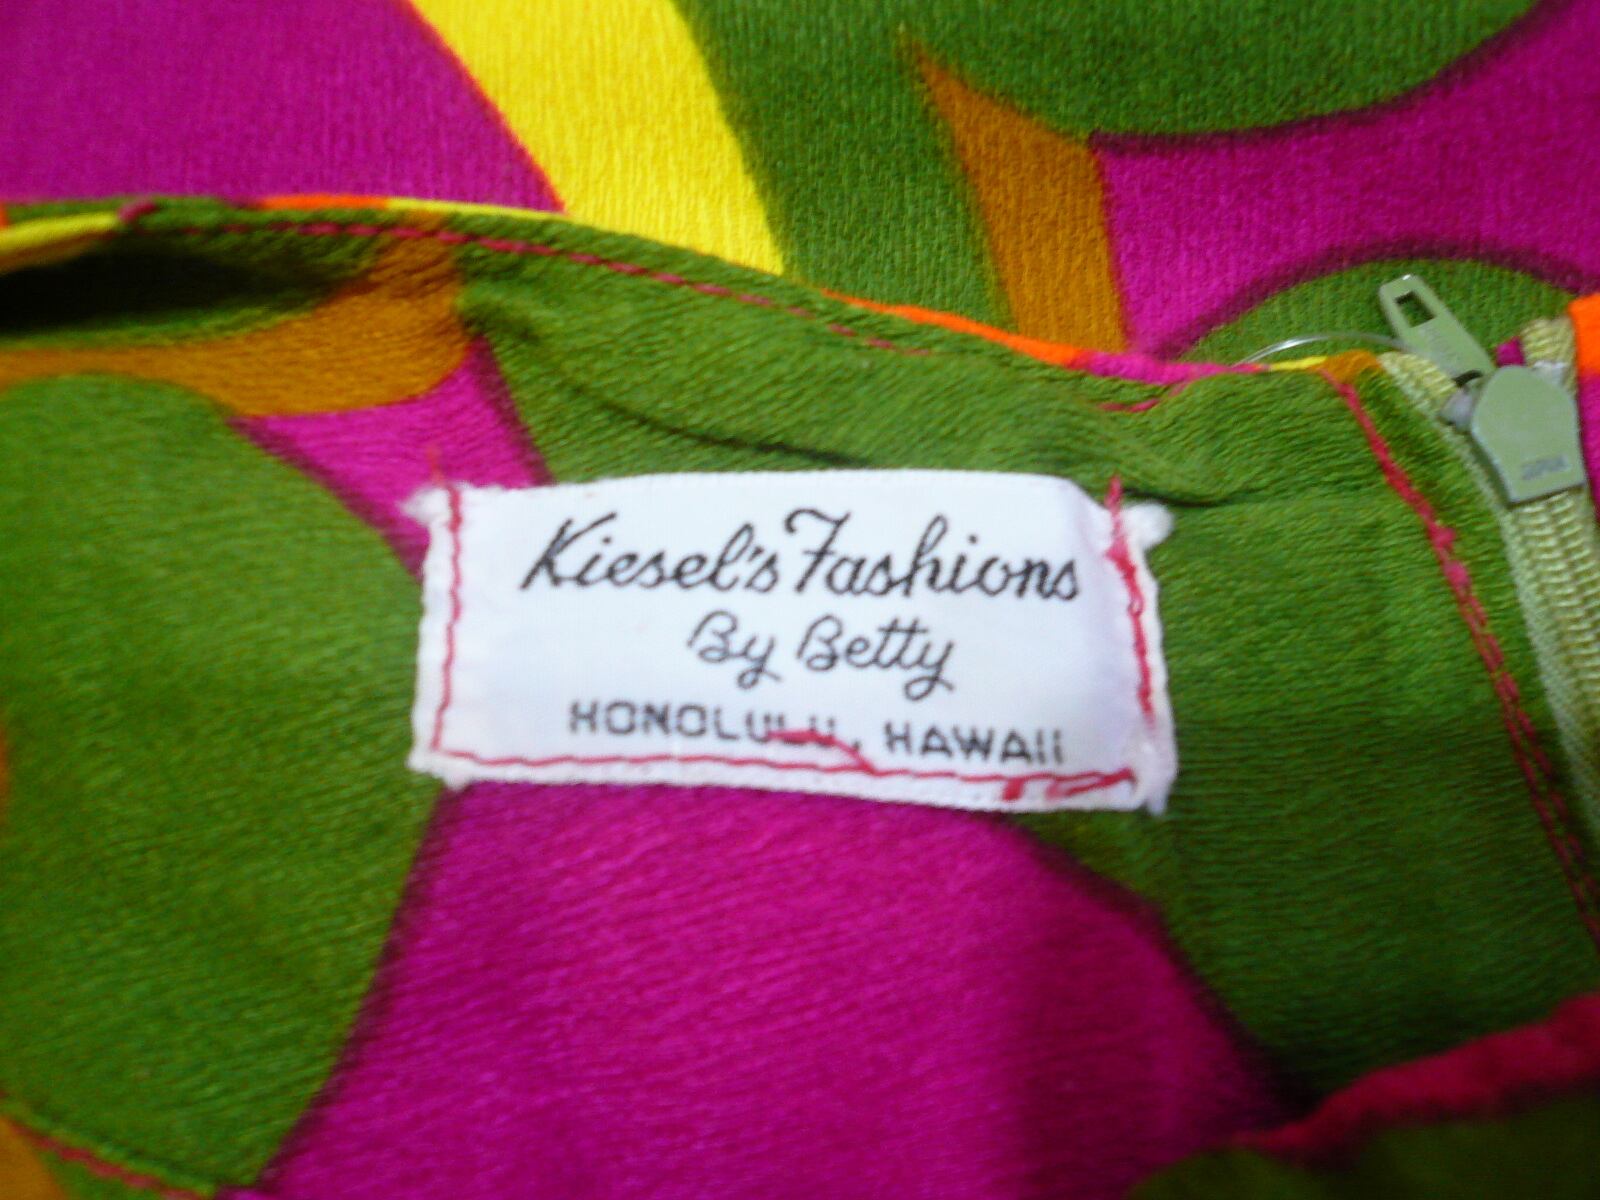 Kiesel's Fashions
By Betty
HONOLULU, HAWAII